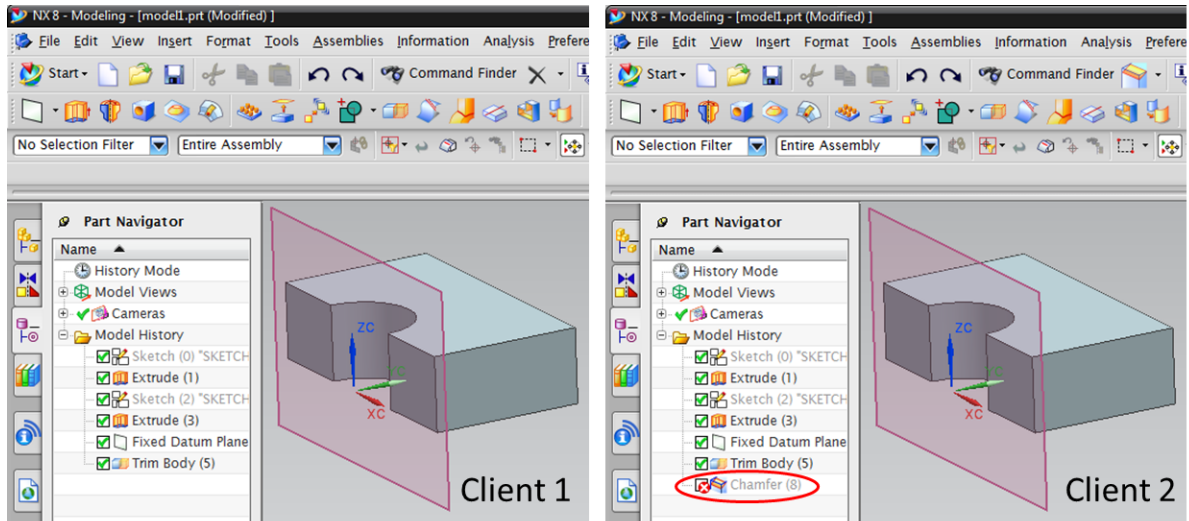 NX 8 - Modeling - [model1.prt (Modified) ]
File Edit View Insert Format Tools Assemblies Information Analysis Prefere
Start Command Finder
No Selection Filter Entire Assembly
Part Navigator
Name
History Mode
Model Views
Cameras
Model History
Sketch (0) "SKETCH
Extrude (1)
Sketch (2) "SKETCH
Extrude (3)
Fixed Datum Plane
Trim Body (5)
ZC
YC
XC
Client 1
NX 8 - Modeling - [model1.prt (Modified) ]
File Edit View Insert Format Tools Assemblies Information Analysis Prefere
Start Command Finder
No Selection Filter Entire Assembly
Part Navigator
Name
History Mode
Model Views
Cameras
Model History
Sketch (0) "SKETCH
Extrude (1)
Sketch (2) "SKETCH
Extrude (3)
Fixed Datum Plane
Trim Body (5)
Chamfer (8)
ZC
YC
XC
Client 2